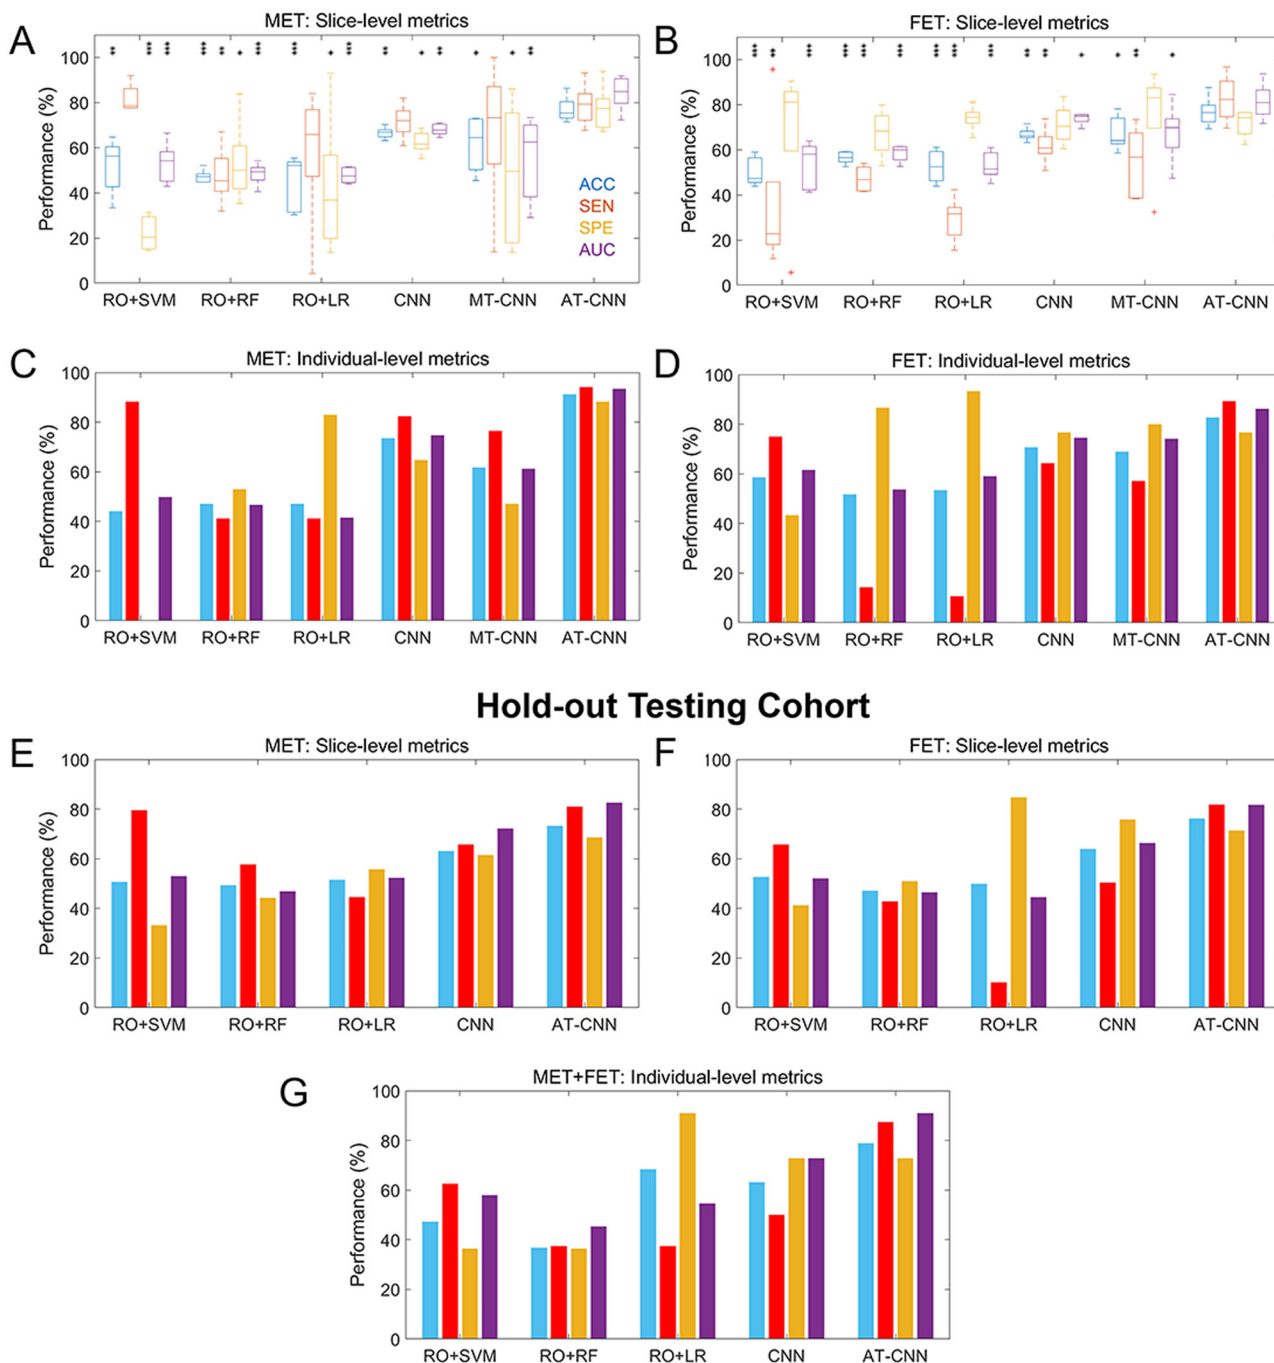 A
MET: Slice-level metrics
** *** *** *** ** * *** *** * *** ** * ** * * **
Performance (%)
100
80
60
40
20
0
ACC
SEN
SPE
AUC
RO+SVM RO+RF RO+LR CNN MT-CNN AT-CNN
B
FET: Slice-level metrics
*** ** *** *** *** *** *** *** *** ** ** * * ** *
Performance (%)
100
80
60
40
20
0
RO+SVM RO+RF RO+LR CNN MT-CNN AT-CNN
C
MET: Individual-level metrics
Performance (%)
100
80
60
40
20
0
RO+SVM RO+RF RO+LR CNN MT-CNN AT-CNN
D
FET: Individual-level metrics
Performance (%)
100
80
60
40
20
0
RO+SVM RO+RF RO+LR CNN MT-CNN AT-CNN
Hold-out Testing Cohort
E
MET: Slice-level metrics
Performance (%)
100
80
60
40
20
0
RO+SVM RO+RF RO+LR CNN AT-CNN
F
FET: Slice-level metrics
Performance (%)
100
80
60
40
20
0
RO+SVM RO+RF RO+LR CNN AT-CNN
G
MET+FET: Individual-level metrics
Performance (%)
100
80
60
40
20
0
RO+SVM RO+RF RO+LR CNN AT-CNN